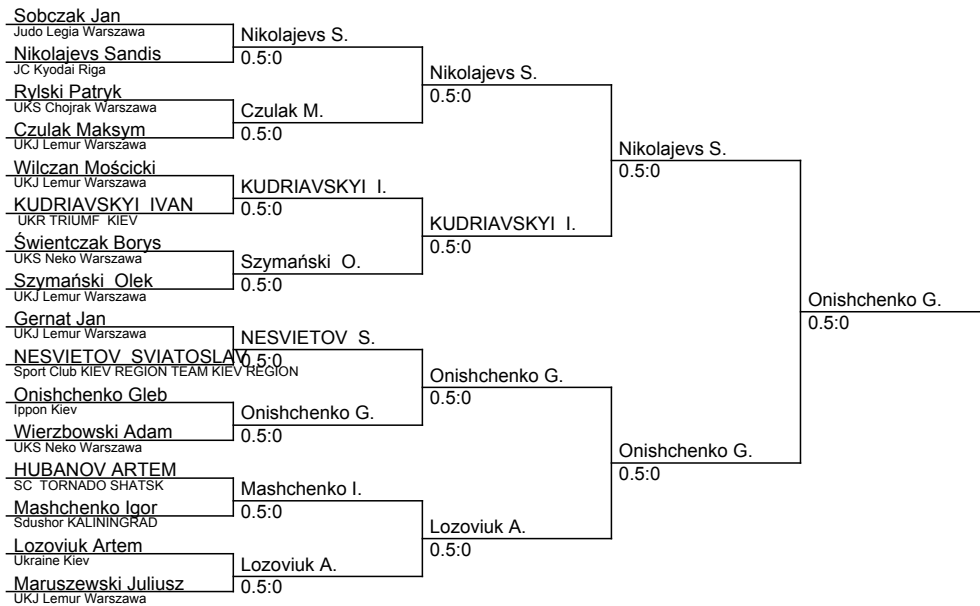 Sobczak Jan
Judo Legia Warszawa
Nikolajevs Sandis
JC Kyodai Riga
Rylski Patryk
UKS Chojrak Warszawa
Czulak Maksym
UKJ Lemur Warszawa
Wilczan Mościcki
UKJ Lemur Warszawa
KUDRIAVSKYI IVAN
UKR TRIUMF KIEV
Świentczak Borys
UKS Neko Warszawa
Szymański Olek
UKJ Lemur Warszawa
Gernat Jan
UKJ Lemur Warszawa
NESVIETOV SVIATOSLAV
Sport Club KIEV REGION TEAM KIEV REGION
Onishchenko Gleb
Ippon Kiev
Wierzbowski Adam
UKS Neko Warszawa
HUBANOV ARTEM
SC TORNADO SHATSK
Mashchenko Igor
Sdushor KALININGRAD
Lozoviuk Artem
Ukraine Kiev
Maruszewski Juliusz
UKJ Lemur Warszawa
Nikolajevs S.
0.5:0
Czulak M.
0.5:0
KUDRIAVSKYI I.
0.5:0
Szymański O.
0.5:0
NESVIETOV S.
0.5:0
Onishchenko G.
0.5:0
Mashchenko I.
0.5:0
Lozoviuk A.
0.5:0
Nikolajevs S.
0.5:0
KUDRIAVSKYI I.
0.5:0
Onishchenko G.
0.5:0
Lozoviuk A.
0.5:0
Nikolajevs S.
0.5:0
Onishchenko G.
0.5:0
Onishchenko G.
0.5:0